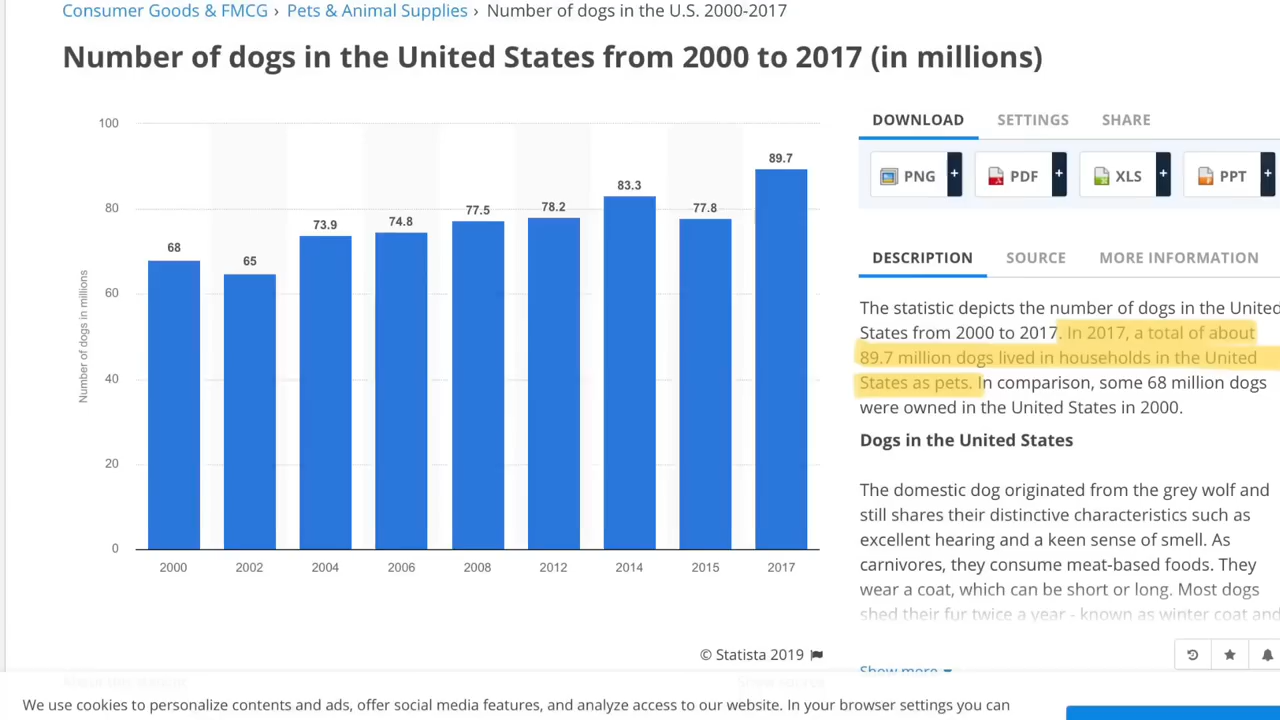 Consumer Goods & FMCG › Pets & Animal Supplies › Number of dogs in the U.S. 2000-2017
Number of dogs in the United States from 2000 to 2017 (in millions)
DOWNLOAD SETTINGS SHARE
PNG + PDF + XLS + PPT +
Number of dogs in millions
100
80
60
40
20
0
68
65
73.9
74.8
77.5
78.2
83.3
77.8
89.7
2000 2002 2004 2006 2008 2012 2014 2015 2017
© Statista 2019
DESCRIPTION SOURCE MORE INFORMATION
The statistic depicts the number of dogs in the United
States from 2000 to 2017. In 2017, a total of about
89.7 million dogs lived in households in the United
States as pets. In comparison, some 68 million dogs
were owned in the United States in 2000.
Dogs in the United States
The domestic dog originated from the grey wolf and
still shares their distinctive characteristics such as
excellent hearing and a keen sense of smell. As
carnivores, they consume meat-based foods. They
wear a coat, which can be short or long. Most dogs
shed their fur twice a year - known as winter coat and
Show more
We use cookies to personalize contents and ads, offer social media features, and analyze access to our website. In your browser settings you can